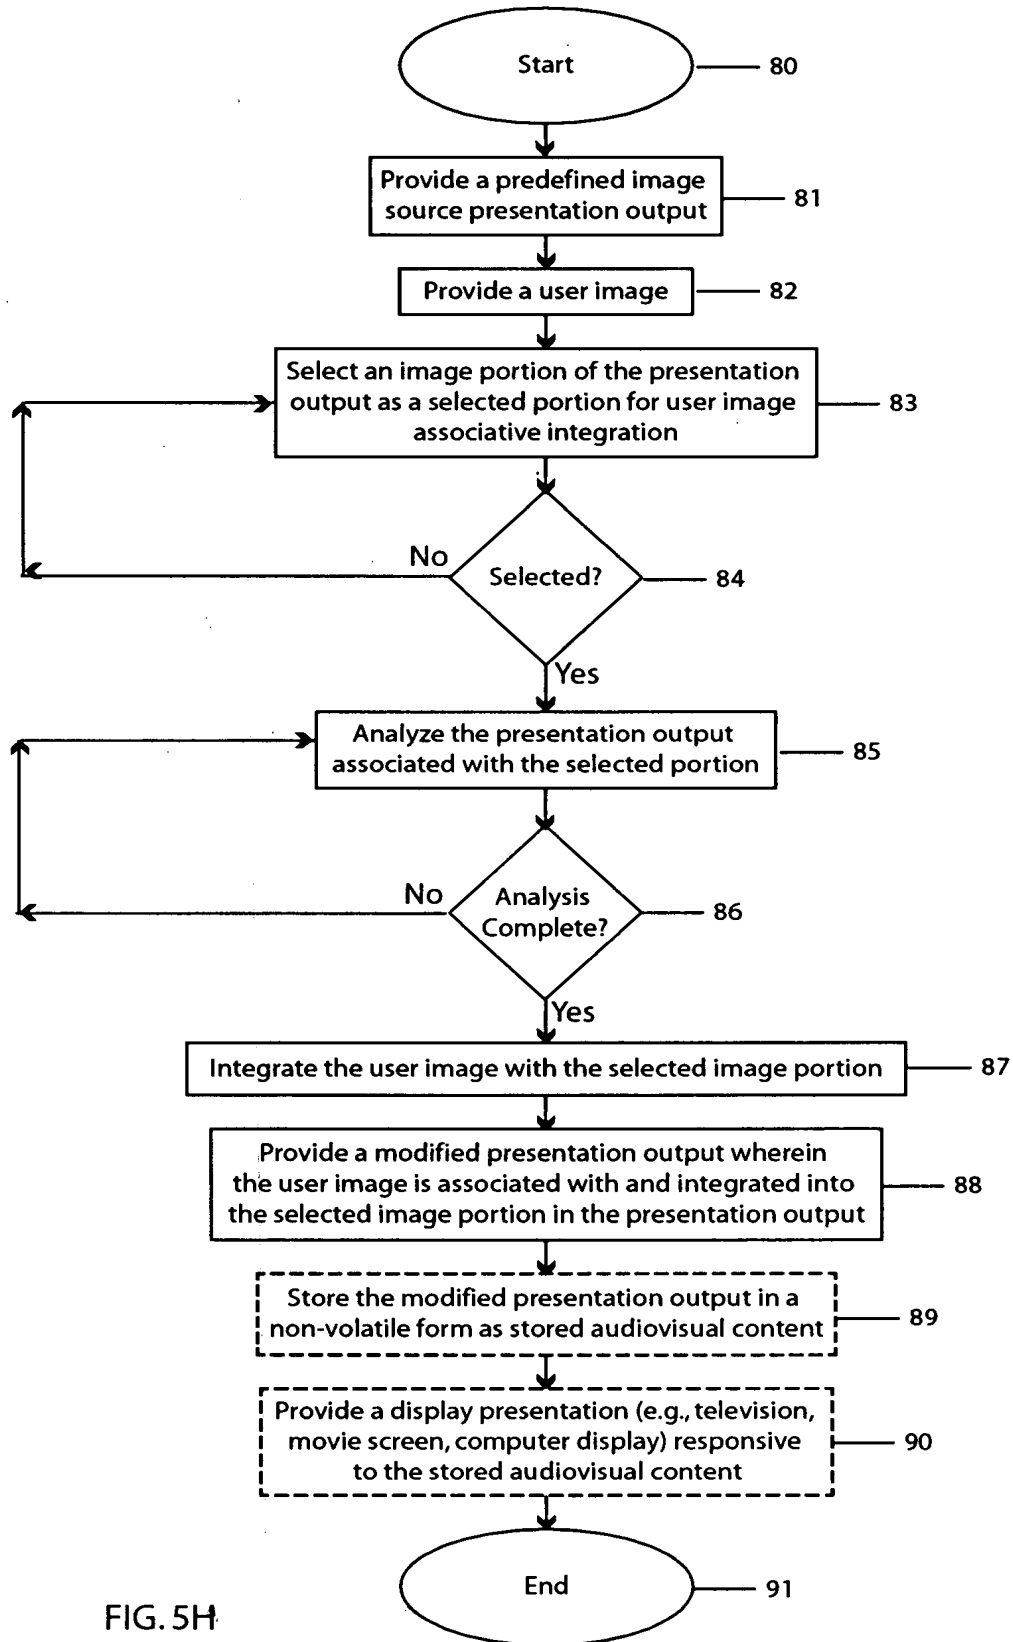 Start
80
Provide a predefined image
source presentation output
81
Provide a user image
82
Select an image portion of the presentation
output as a selected portion for user image
associative integration
83
No
Selected?
84
Yes
Analyze the presentation output
associated with the selected portion
85
No
Analysis
Complete?
86
Yes
Integrate the user image with the selected image portion
87
Provide a modified presentation output wherein
the user image is associated with and integrated into
the selected image portion in the presentation output
88
Store the modified presentation output in a
non-volatile form as stored audiovisual content
89
Provide a display presentation (e.g., television,
movie screen, computer display) responsive
to the stored audiovisual content
90
End
91
FIG. 5H